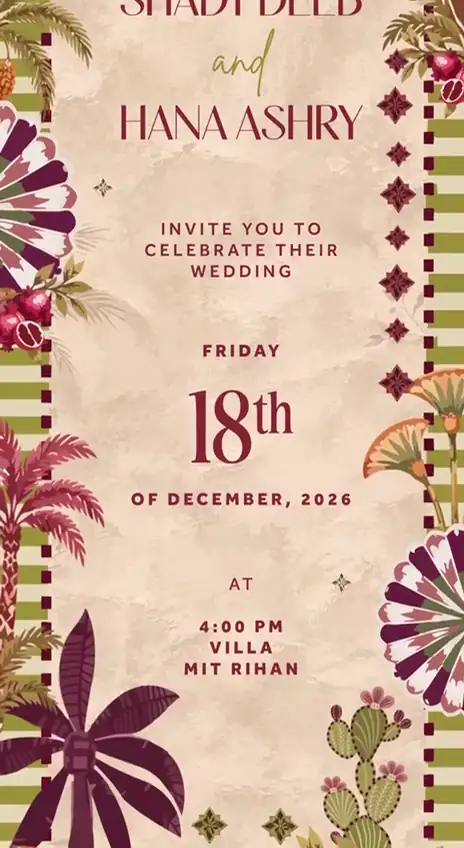 SHADI DEEB
and
HANA ASHRY
INVITE YOU TO
CELEBRATE THEIR
WEDDING
FRIDAY
18th
OF DECEMBER, 2026
AT
4:00 PM
VILLA
MIT RIHAN